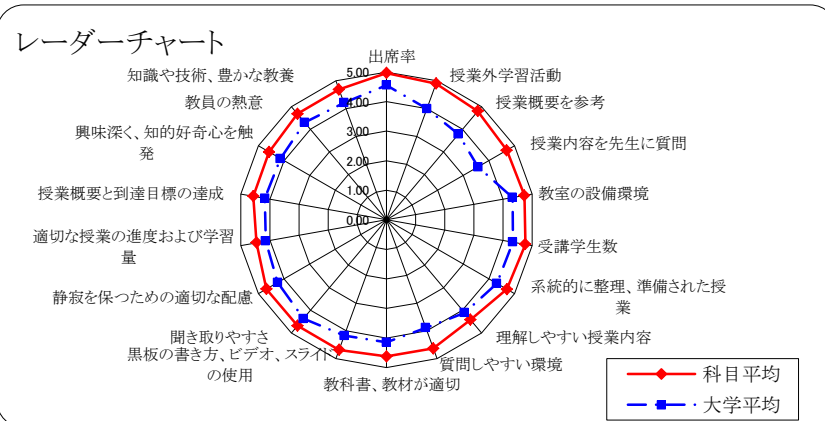 レーダーチャート
出席率
授業外学習活動
授業概要を参考
授業内容を先生に質問
教室の設備環境
受講学生数
系統的に整理、準備された授
業
理解しやすい授業内容
質問しやすい環境
教科書、教材が適切
黒板の書き方、ビデオ、スライド
の使用
聞き取りやすさ
静寂を保つための適切な配慮
適切な授業の進度および学習
量
授業概要と到達目標の達成
興味深く、知的好奇心を触
発
教員の熱意
知識や技術、豊かな教養
5.00
4.00
3.00
2.00
1.00
0.00
科目平均
大学平均